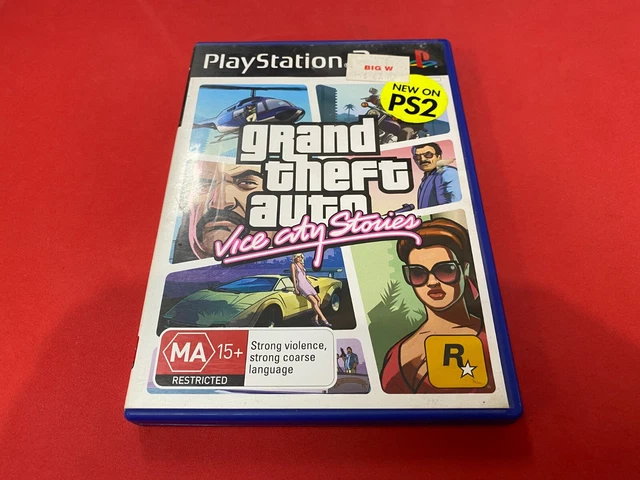 PlayStation
BIG W
NEW ON
PS2
grand
theft
auto
Vice City Stories
MA 15+
RESTRICTED
Strong violence,
strong coarse
language
R